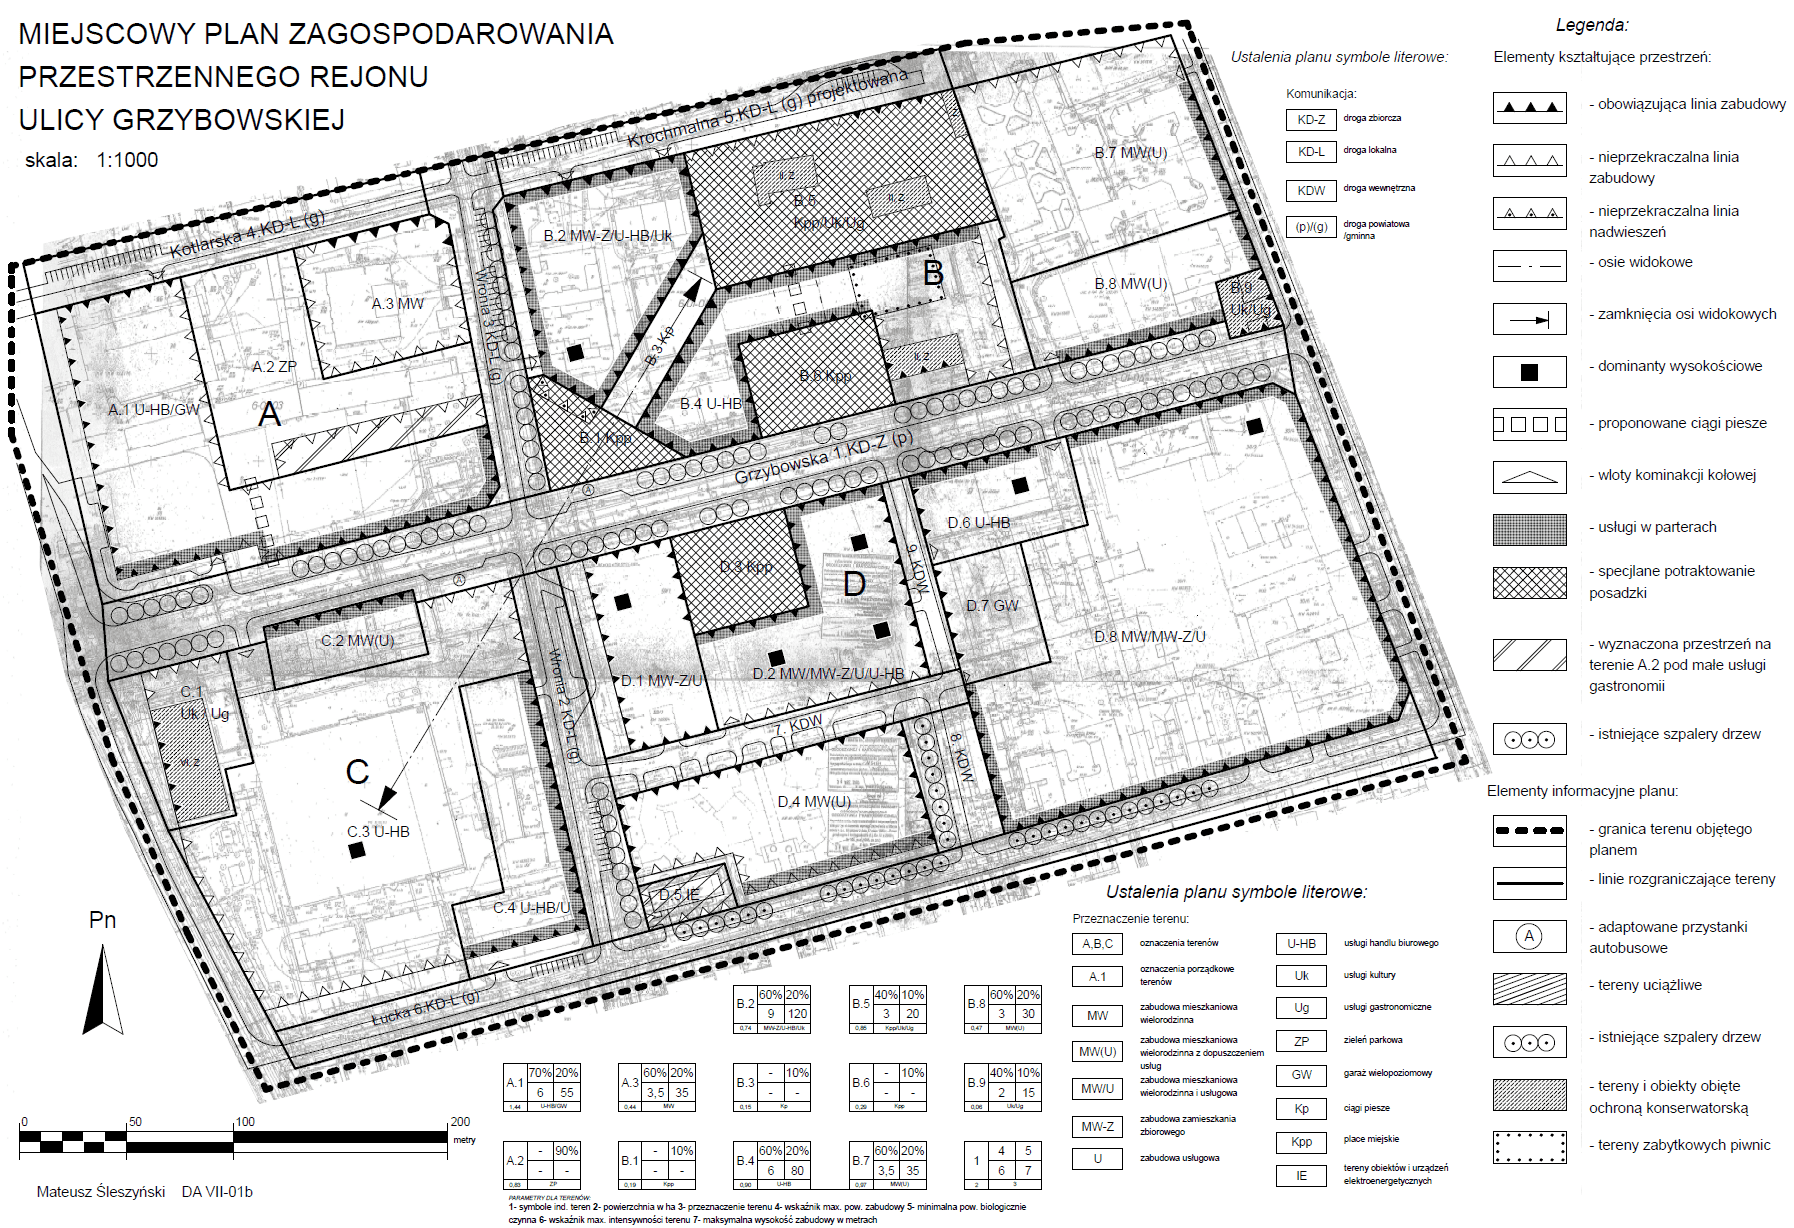 MIEJSCOWY PLAN ZAGOSPODAROWANIA
PRZESTRZENNEGO REJONU
ULICY GRZYBOWSKIEJ
skala: 1:1000
Ustalenia planu symbole literowe:
Komunikacja:
KD-Z droga zbiorcza
KD-L droga lokalna
KDW droga wewnętrzna
(p)/(g) droga powiatowa
/gminna
Legenda:
Elementy kształtujące przestrzeń:
- obowiązująca linia zabudowy
- nieprzekraczalna linia
zabudowy
- nieprzekraczalna linia
nadwieszeń
- osie widokowe
- zamknięcia osi widokowych
- dominanty wysokościowe
- proponowane ciągi piesze
- wloty kominakcji kołowej
- usługi w parterach
- specjlane potraktowanie
posadzki
- wyznaczona przestrzeń na
terenie A.2 pod małe usługi
gastronomii
- istniejące szpalery drzew
Elementy informacyjne planu:
- granica terenu objętego
planem
- linie rozgraniczające tereny
A
- adaptowane przystanki
autobusowe
- tereny uciążliwe
- istniejące szpalery drzew
- tereny i obiekty objęte
ochroną konserwatorską
- tereny zabytkowych piwnic
Krochmalna 5.KD-L (g) projektowana
Kotlarska 4.KD-L (g)
Wronia 3.KD-L (g)
Grzybowska 1.KD-Z (p)
Wronia 2.KD-L (g)
Łucka 6.KD-L (g)
7. KDW
8. KDW
9. KDW
A
A.1 U-HB/GW
A.2 ZP
A.3 MW
B
B.1 Kpp
B.2 MW-Z/U-HB/Uk
B.3 Kp
B.4 U-HB
B.5
Kpp/Uk/Ug
II. Z
II. Z
B.6 Kpp
II. Z
B.7 MW(U)
B.8 MW(U)
B.9
Uk/Ug
A
A
C
C.1
Uk / Ug
VI. Z
C.2 MW(U)
C.3 U-HB
C.4 U-HB/U
D
D.1 MW-Z/U
D.2 MW/MW-Z/U/U-HB
D.3 Kpp
D.4 MW(U)
D.5 IE
D.6 U-HB
D.7 GW
D.8 MW/MW-Z/U
Pn
0 50 100 200
metry
Mateusz Śleszyński DA VII-01b
Ustalenia planu symbole literowe:
Przeznaczenie terenu:
A,B,C oznaczenia terenów
A.1 oznaczenia porządkowe
terenów
MW zabudowa mieszkaniowa
wielorodzinna
MW(U) zabudowa mieszkaniowa
wielorodzinna z dopuszczeniem
usług
MW/U zabudowa mieszkaniowa
wielorodzinna i usługowa
MW-Z zabudowa zamieszkania
zbiorowego
U zabudowa usługowa
U-HB usługi handlu biurowego
Uk usługi kultury
Ug usługi gastronomiczne
ZP zieleń parkowa
GW garaż wielopoziomowy
Kp ciągi piesze
Kpp place miejskie
IE tereny obiektów i urządzeń
elektroenergetycznych
B.2 60% 20%
9 120
0,74 MW-Z/U-HB/Uk
B.5 40% 10%
3 20
0,86 Kpp/Uk/Ug
B.8 60% 20%
3 30
0,47 MW(U)
A.1 70% 20%
6 55
1,44 U-HB/GW
A.3 60% 20%
3,5 35
0,44 MW
B.3 - 10%
- -
0,15 Kp
B.6 - 10%
- -
0,29 Kpp
B.9 40% 10%
2 15
0,06 Uk/Ug
A.2 - 90%
- -
0,83 ZP
B.1 - 10%
- -
0,19 Kpp
B.4 60% 20%
6 80
0,90 U-HB
B.7 60% 20%
3,5 35
0,97 MW(U)
1 4 5
6 7
2 3
PARAMETRY DLA TERENÓW:
1- symbole ind. teren 2- powierzchnia w ha 3- przeznaczenie terenu 4- wskaźnik max. pow. zabudowy 5- minimalna pow. biologicznie
czynna 6- wskaźnik max. intensywności terenu 7- maksymalna wysokość zabudowy w metrach